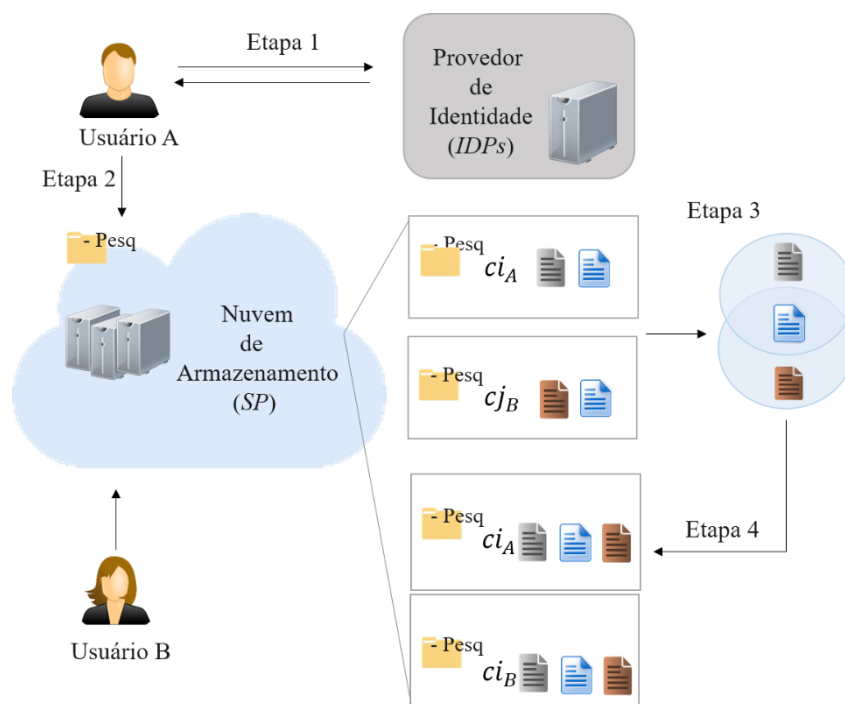 Etapa 1
Provedor
de
Identidade
(IDPs)
Usuário A
Etapa 2
- Pesq
Nuvem
de
Armazenamento
(SP)
- Pesq
ci_A
Etapa 3
- Pesq
cj_B
- Pesq
ci_A
Etapa 4
- Pesq
ci_B
Usuário B